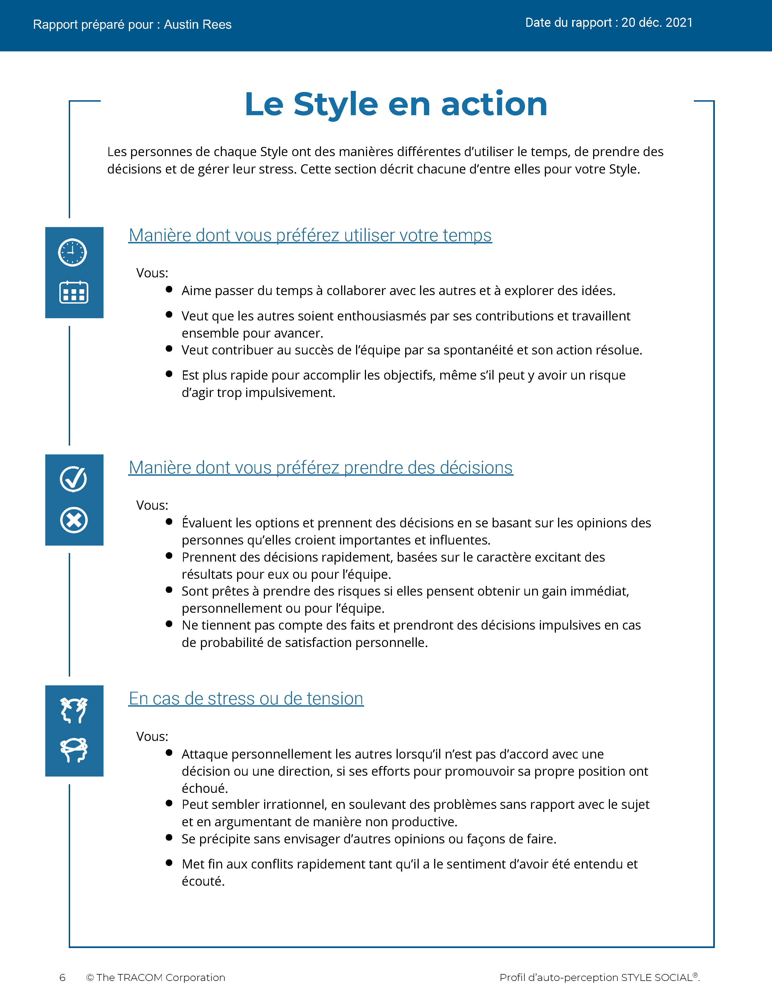 Rapport préparé pour : Austin Rees
Date du rapport : 20 déc. 2021
Le Style en action
Les personnes de chaque Style ont des manières différentes d’utiliser le temps, de prendre des
décisions et de gérer leur stress. Cette section décrit chacune d’entre elles pour votre Style.
Manière dont vous préférez utiliser votre temps
Vous:
● Aime passer du temps à collaborer avec les autres et à explorer des idées.
● Veut que les autres soient enthousiasmés par ses contributions et travaillent
ensemble pour avancer.
● Veut contribuer au succès de l’équipe par sa spontanéité et son action résolue.
● Est plus rapide pour accomplir les objectifs, même s’il peut y avoir un risque
d’agir trop impulsivement.
Manière dont vous préférez prendre des décisions
Vous:
● Évaluent les options et prennent des décisions en se basant sur les opinions des
personnes qu’elles croient importantes et influentes.
● Prennent des décisions rapidement, basées sur le caractère excitant des
résultats pour eux ou pour l’équipe.
● Sont prêtes à prendre des risques si elles pensent obtenir un gain immédiat,
personnellement ou pour l’équipe.
● Ne tiennent pas compte des faits et prendront des décisions impulsives en cas
de probabilité de satisfaction personnelle.
En cas de stress ou de tension
Vous:
● Attaque personnellement les autres lorsqu’il n’est pas d’accord avec une
décision ou une direction, si ses efforts pour promouvoir sa propre position ont
échoué.
● Peut sembler irrationnel, en soulevant des problèmes sans rapport avec le sujet
et en argumentant de manière non productive.
● Se précipite sans envisager d’autres opinions ou façons de faire.
● Met fin aux conflits rapidement tant qu’il a le sentiment d’avoir été entendu et
écouté.
6 © The TRACOM Corporation
Profil d’auto-perception STYLE SOCIAL®.